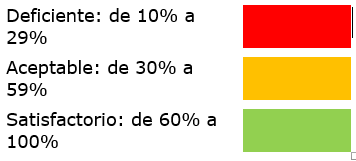 Deficiente: de 10% a
29%
Aceptable: de 30% a
59%
Satisfactorio: de 60% a
100%